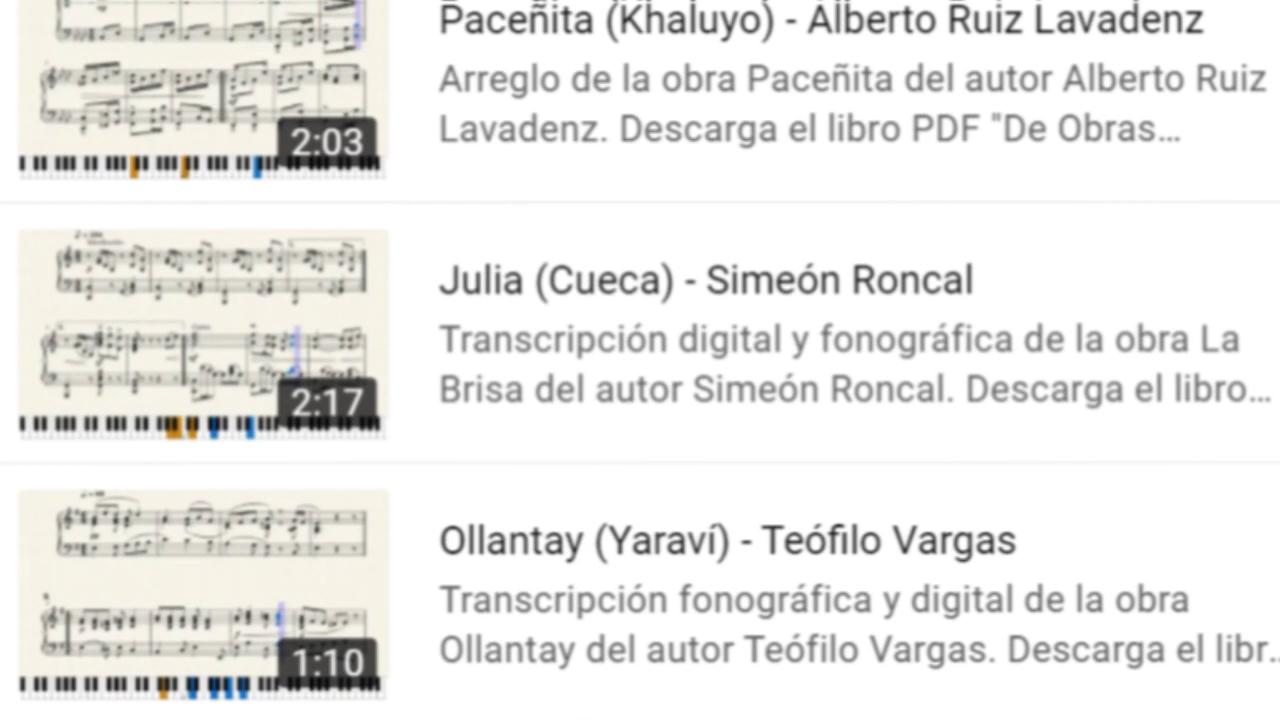 Paceñita (Khaluyo) - Alberto Ruiz Lavadenz
Arreglo de la obra Paceñita del autor Alberto Ruiz
Lavadenz. Descarga el libro PDF "De Obras...
2:03
Julia (Cueca) - Simeón Roncal
Transcripción digital y fonográfica de la obra La
Brisa del autor Simeón Roncal. Descarga el libro...
2:17
Ollantay (Yaraví) - Teófilo Vargas
Transcripción fonográfica y digital de la obra
Ollantay del autor Teófilo Vargas. Descarga el libr...
1:10